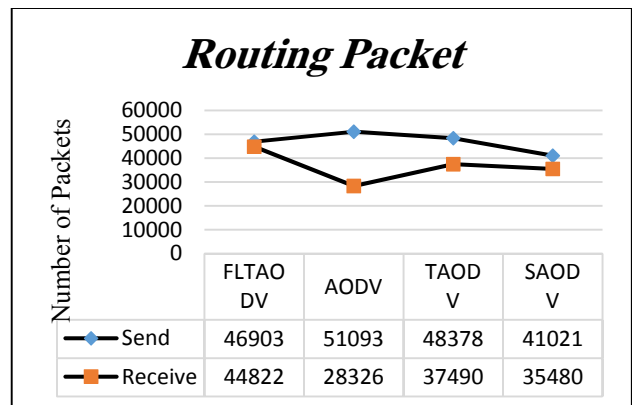 Routing Packet
Number of Packets
60000
50000
40000
30000
20000
10000
0
FLTAO
DV
AODV
TAOD
V
SAOD
V
Send 46903 51093 48378 41021
Receive 44822 28326 37490 35480